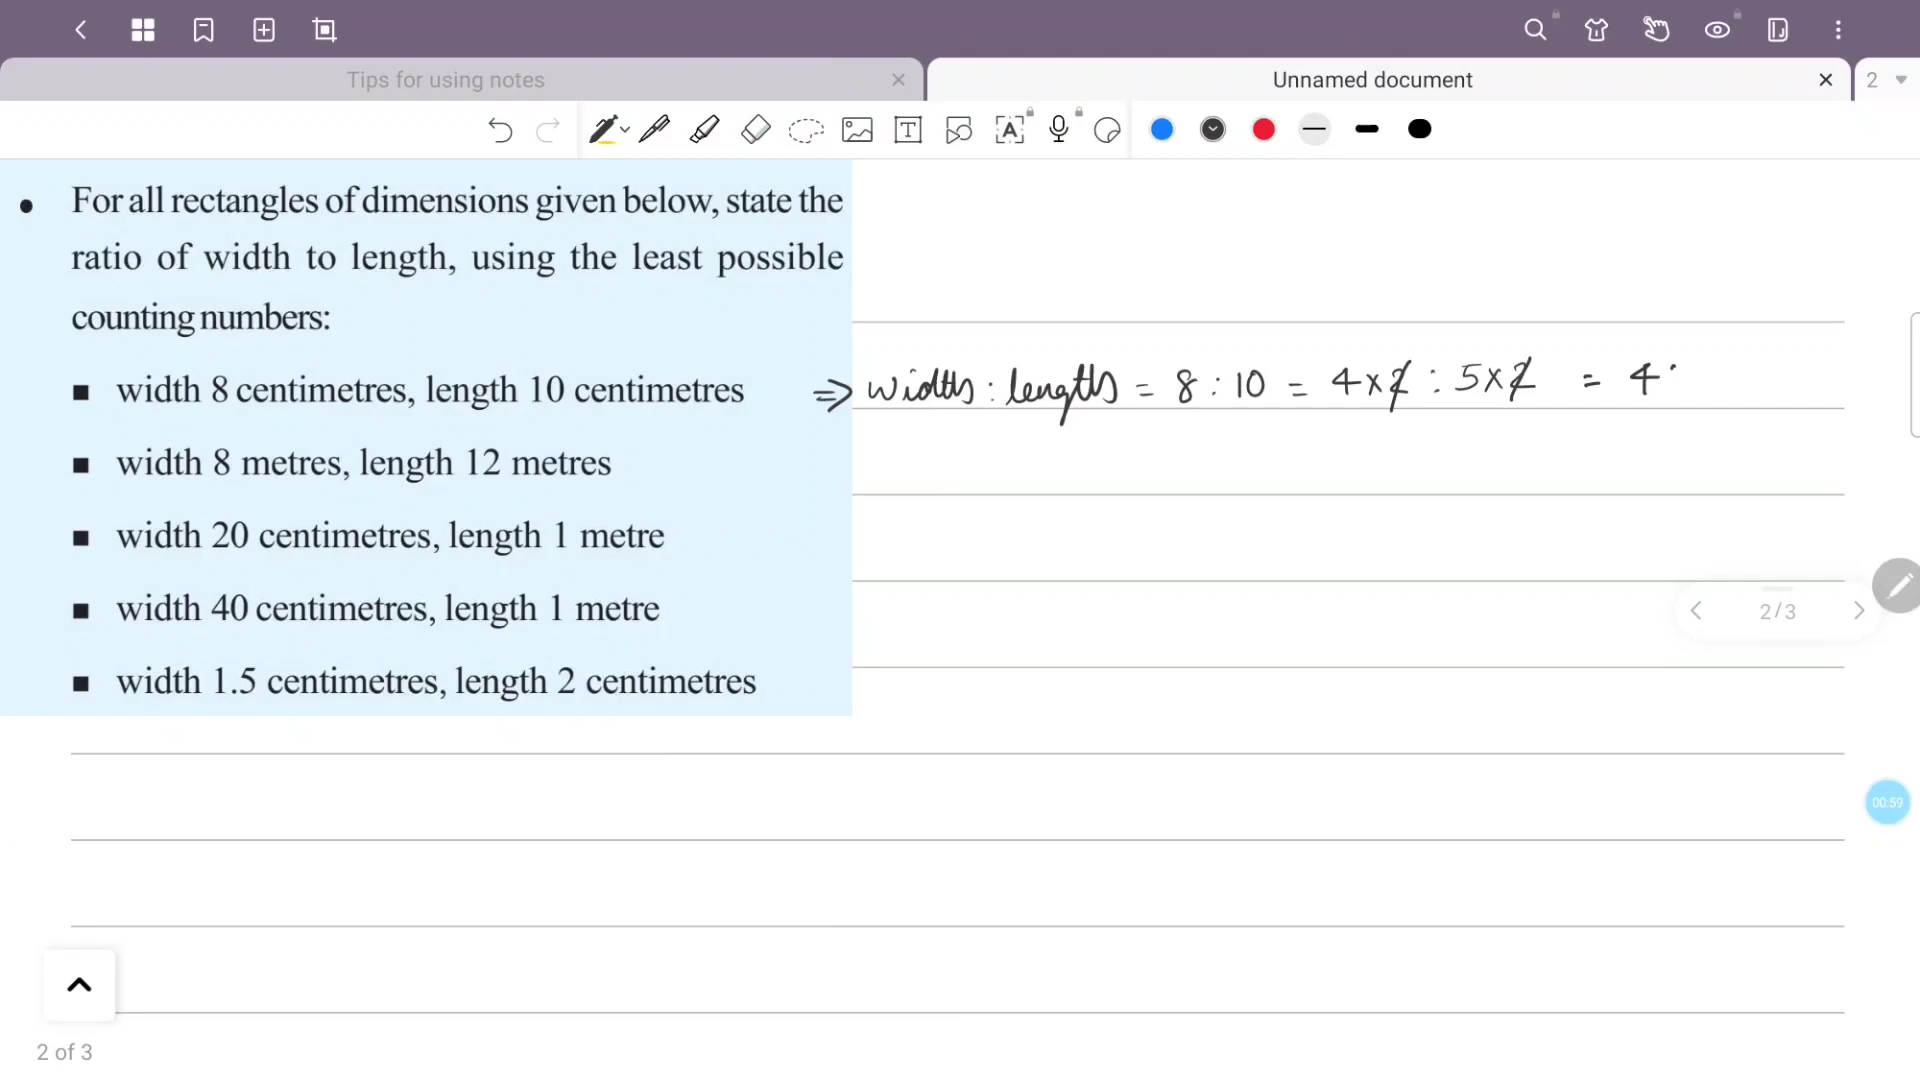 Tips for using notes
Unnamed document
2
For all rectangles of dimensions given below, state the
ratio of width to length, using the least possible
counting numbers:
width 8 centimetres, length 10 centimetres
⇒ width : length = 8 : 10 = 4 x 2 : 5 x 2 = 4:
width 8 metres, length 12 metres
width 20 centimetres, length 1 metre
width 40 centimetres, length 1 metre
2/3
width 1.5 centimetres, length 2 centimetres
00:59
2 of 3